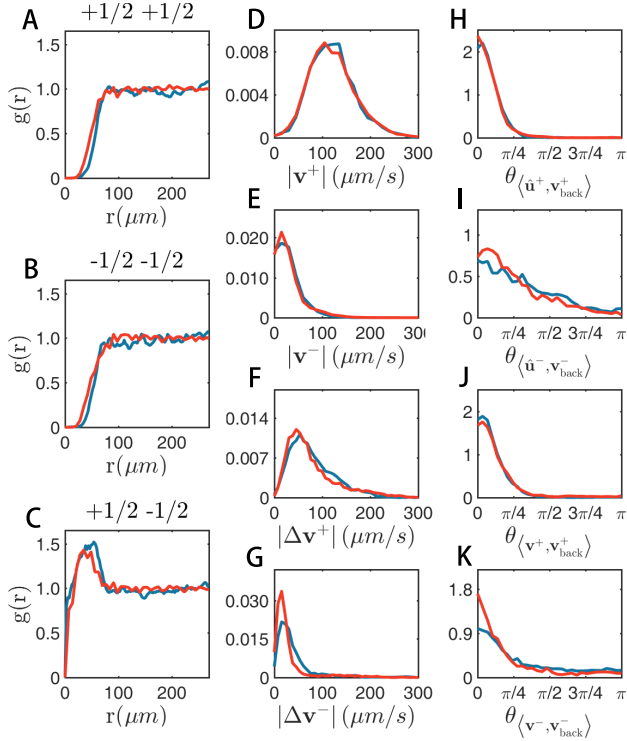 A +1/2 +1/2
1.5
1.0
0.5
0
g(r)
0 100 200
r(μm)
B -1/2 -1/2
1.5
1.0
0.5
0
g(r)
0 100 200
r(μm)
C +1/2 -1/2
1.5
1.0
0.5
0
g(r)
0 100 200
r(μm)
D
0.008
0.004
0
0 100 200 300
|v⁺| (μm/s)
E
0.020
0.010
0
0 100 200 300
|v⁻| (μm/s)
F
0.014
0.007
0
0 100 200 300
|Δv⁺| (μm/s)
G
0.030
0.015
0
0 100 200 300
|Δv⁻| (μm/s)
H
2
1
0
0 π/4 π/2 3π/4 π
θ⟨û⁺,v⁺back⟩
I
1
0.5
0
0 π/4 π/2 3π/4 π
θ⟨û⁻,v⁻back⟩
J
2
1
0
0 π/4 π/2 3π/4 π
θ⟨v⁺,v⁺back⟩
K
1.8
0.9
0
0 π/4 π/2 3π/4 π
θ⟨v⁻,v⁻back⟩